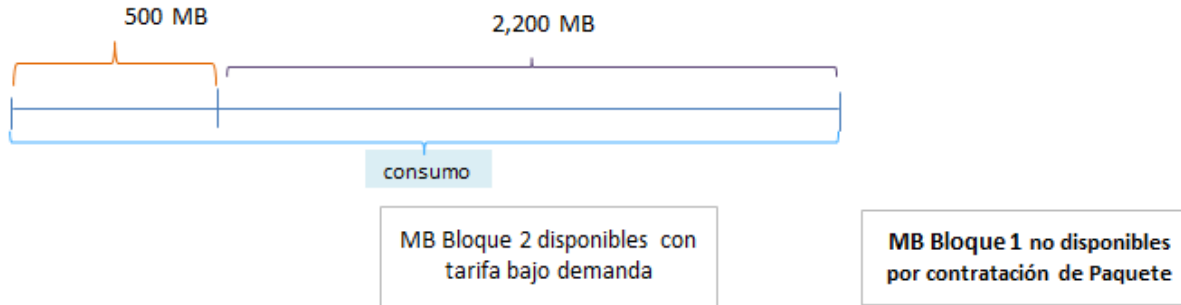 500 MB
2,200 MB
consumo
MB Bloque 2 disponibles con
tarifa bajo demanda
MB Bloque 1 no disponibles
por contratación de Paquete